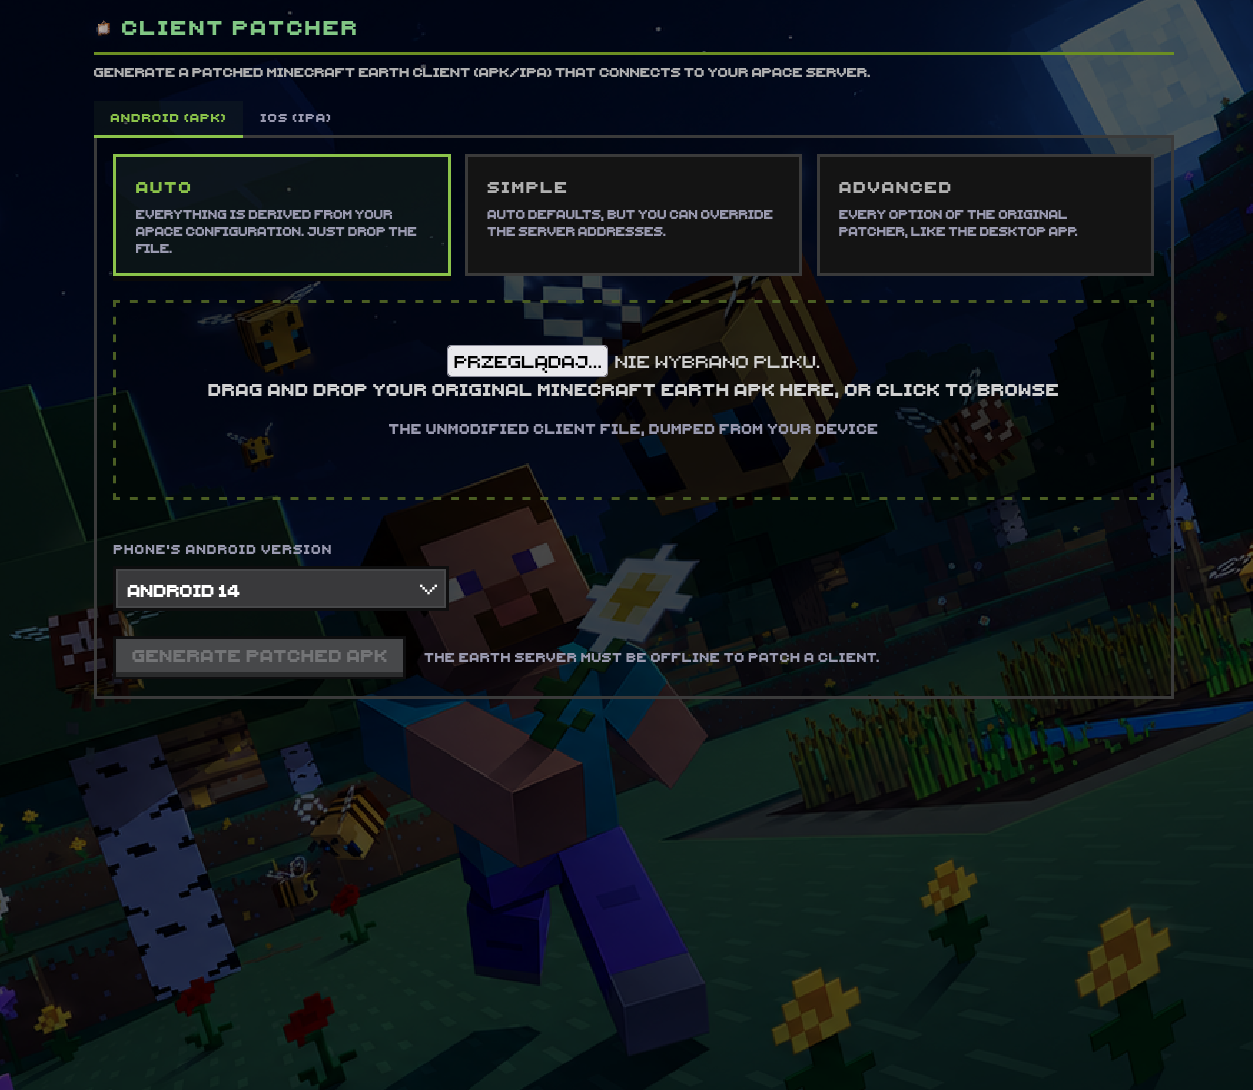 CLIENT PATCHER
GENERATE A PATCHED MINECRAFT EARTH CLIENT (APK/IPA) THAT CONNECTS TO YOUR APACE SERVER.
ANDROID (APK)
IOS (IPA)
AUTO
EVERYTHING IS DERIVED FROM YOUR
APACE CONFIGURATION. JUST DROP THE
FILE.
SIMPLE
AUTO DEFAULTS, BUT YOU CAN OVERRIDE
THE SERVER ADDRESSES.
ADVANCED
EVERY OPTION OF THE ORIGINAL
PATCHER, LIKE THE DESKTOP APP.
PRZEGLĄDAJ... NIE WYBRANO PLIKU.
DRAG AND DROP YOUR ORIGINAL MINECRAFT EARTH APK HERE, OR CLICK TO BROWSE
THE UNMODIFIED CLIENT FILE, DUMPED FROM YOUR DEVICE
PHONE'S ANDROID VERSION
ANDROID 14
GENERATE PATCHED APK
THE EARTH SERVER MUST BE OFFLINE TO PATCH A CLIENT.